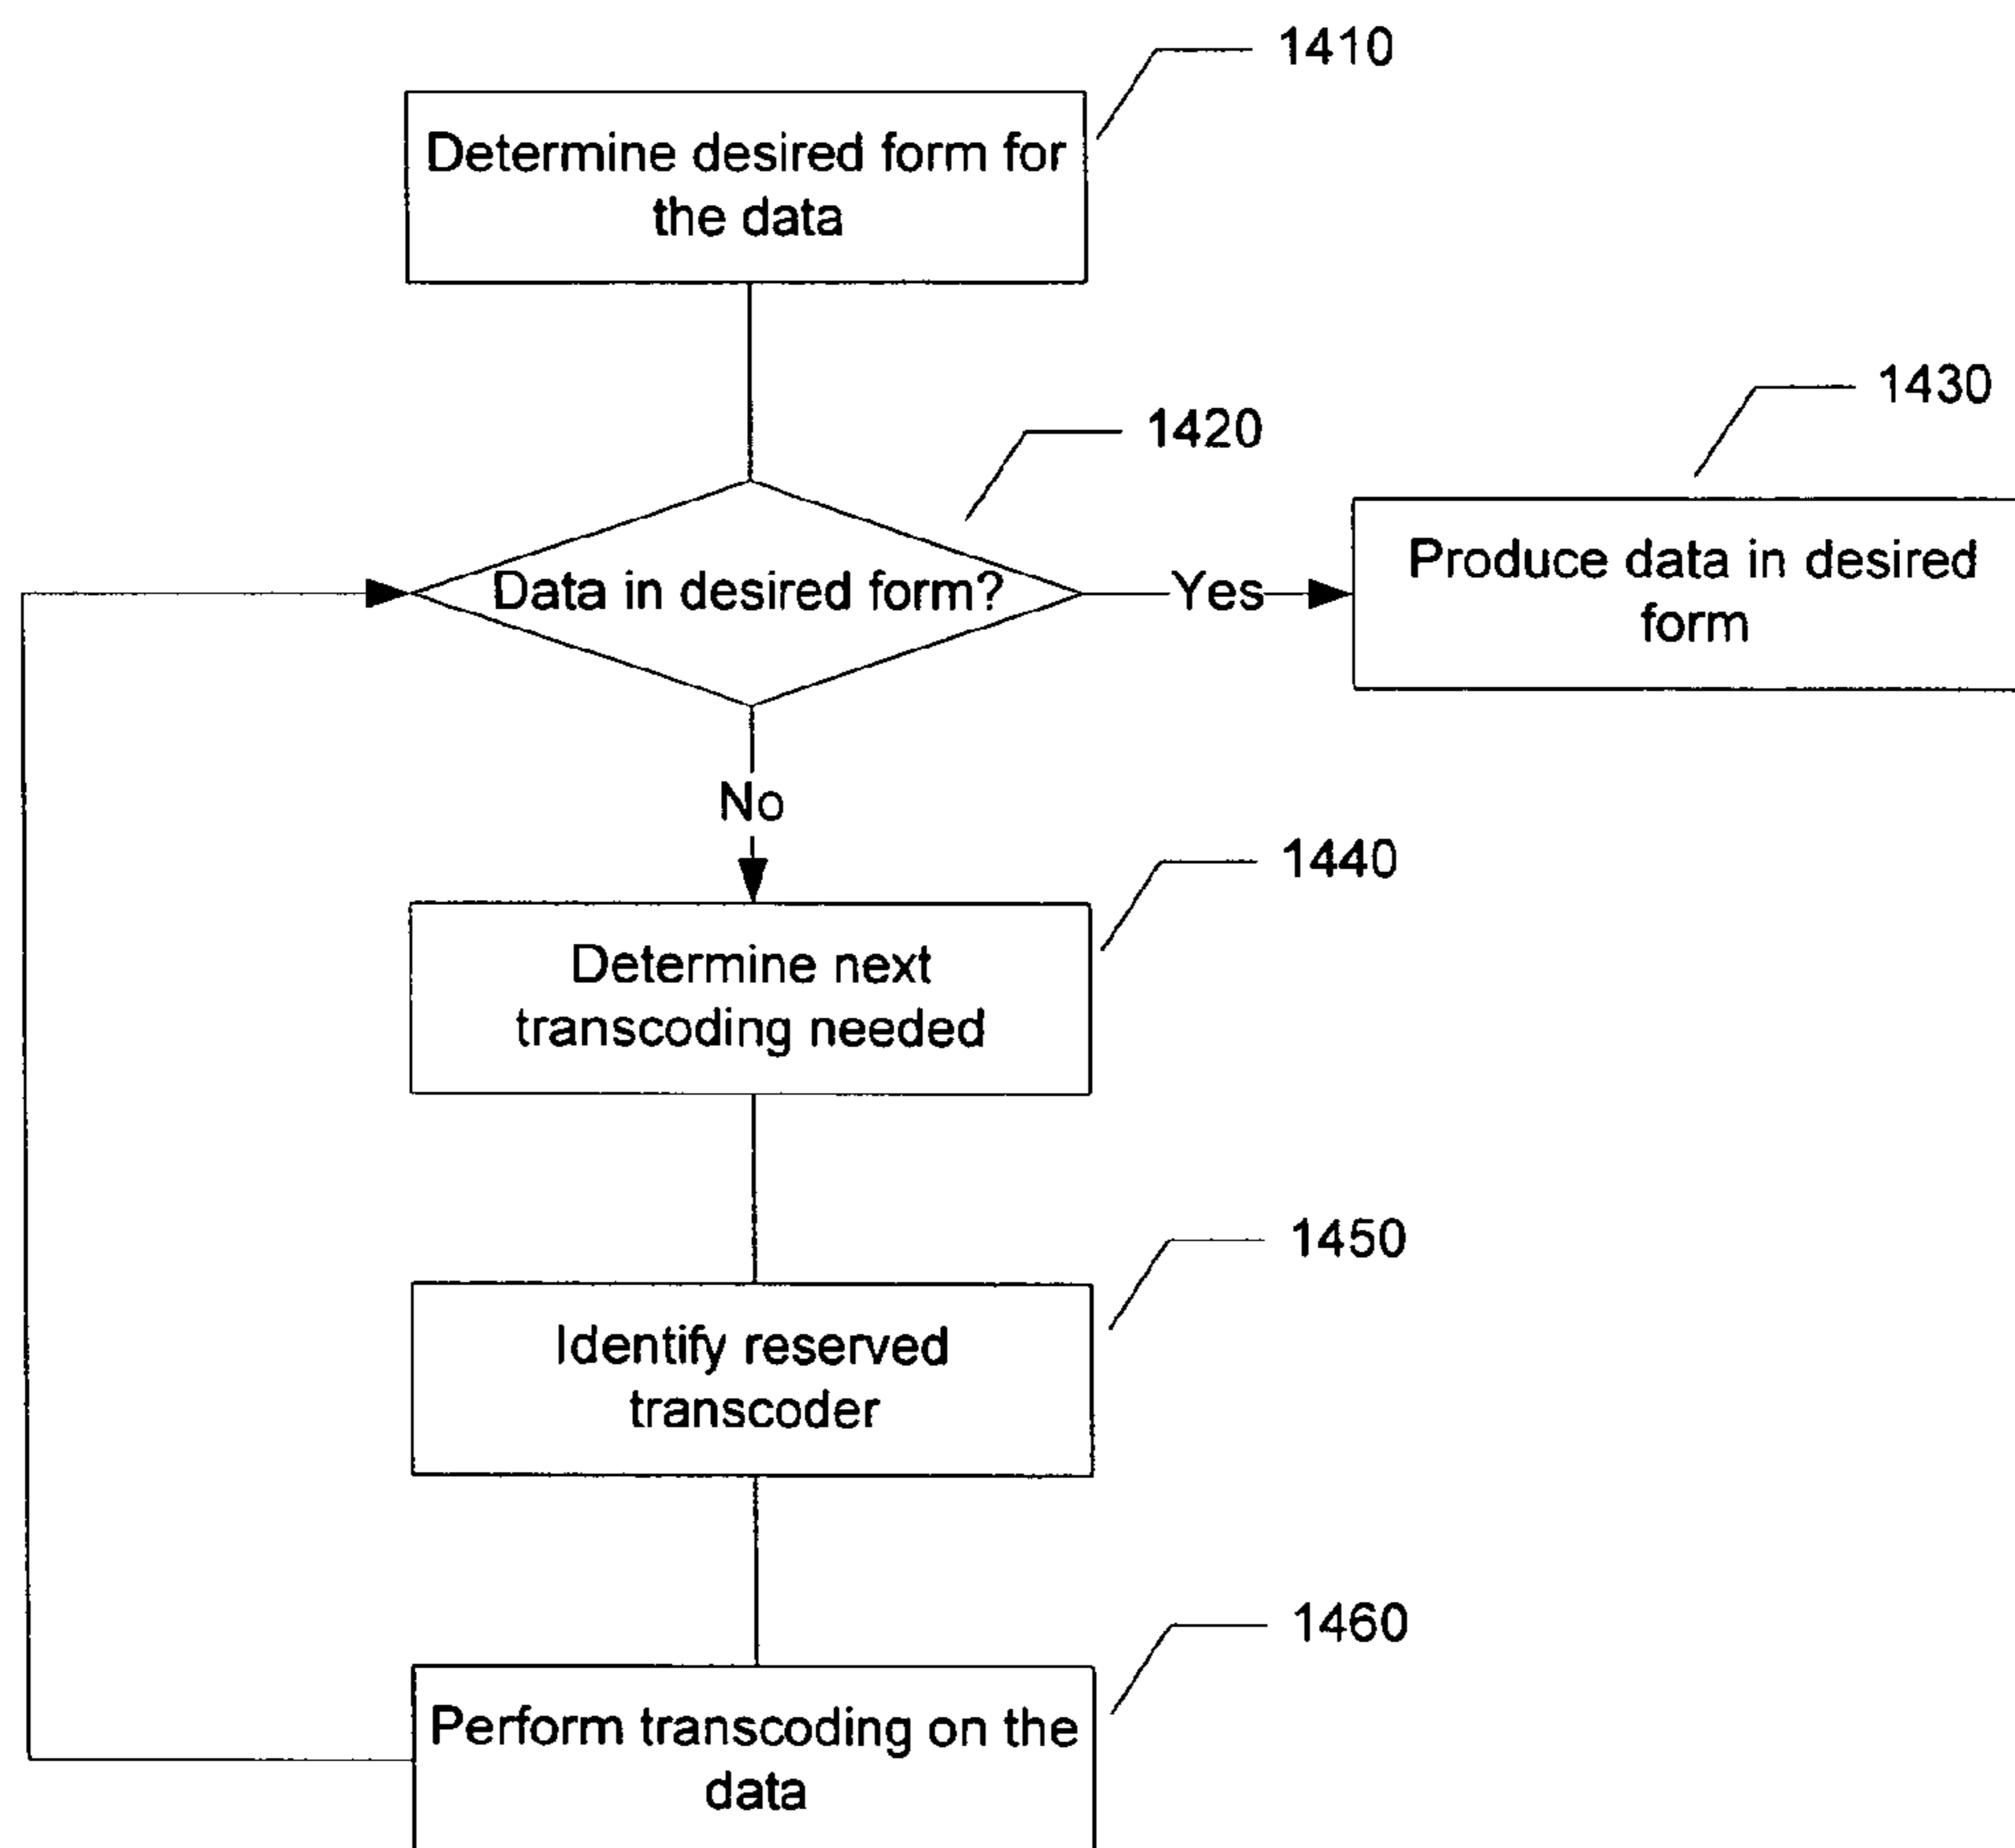 1410
Determine desired form for
the data
1420
1430
Data in desired form?
Yes
Produce data in desired
form
No
1440
Determine next
transcoding needed
1450
Identify reserved
transcoder
1460
Perform transcoding on the
data